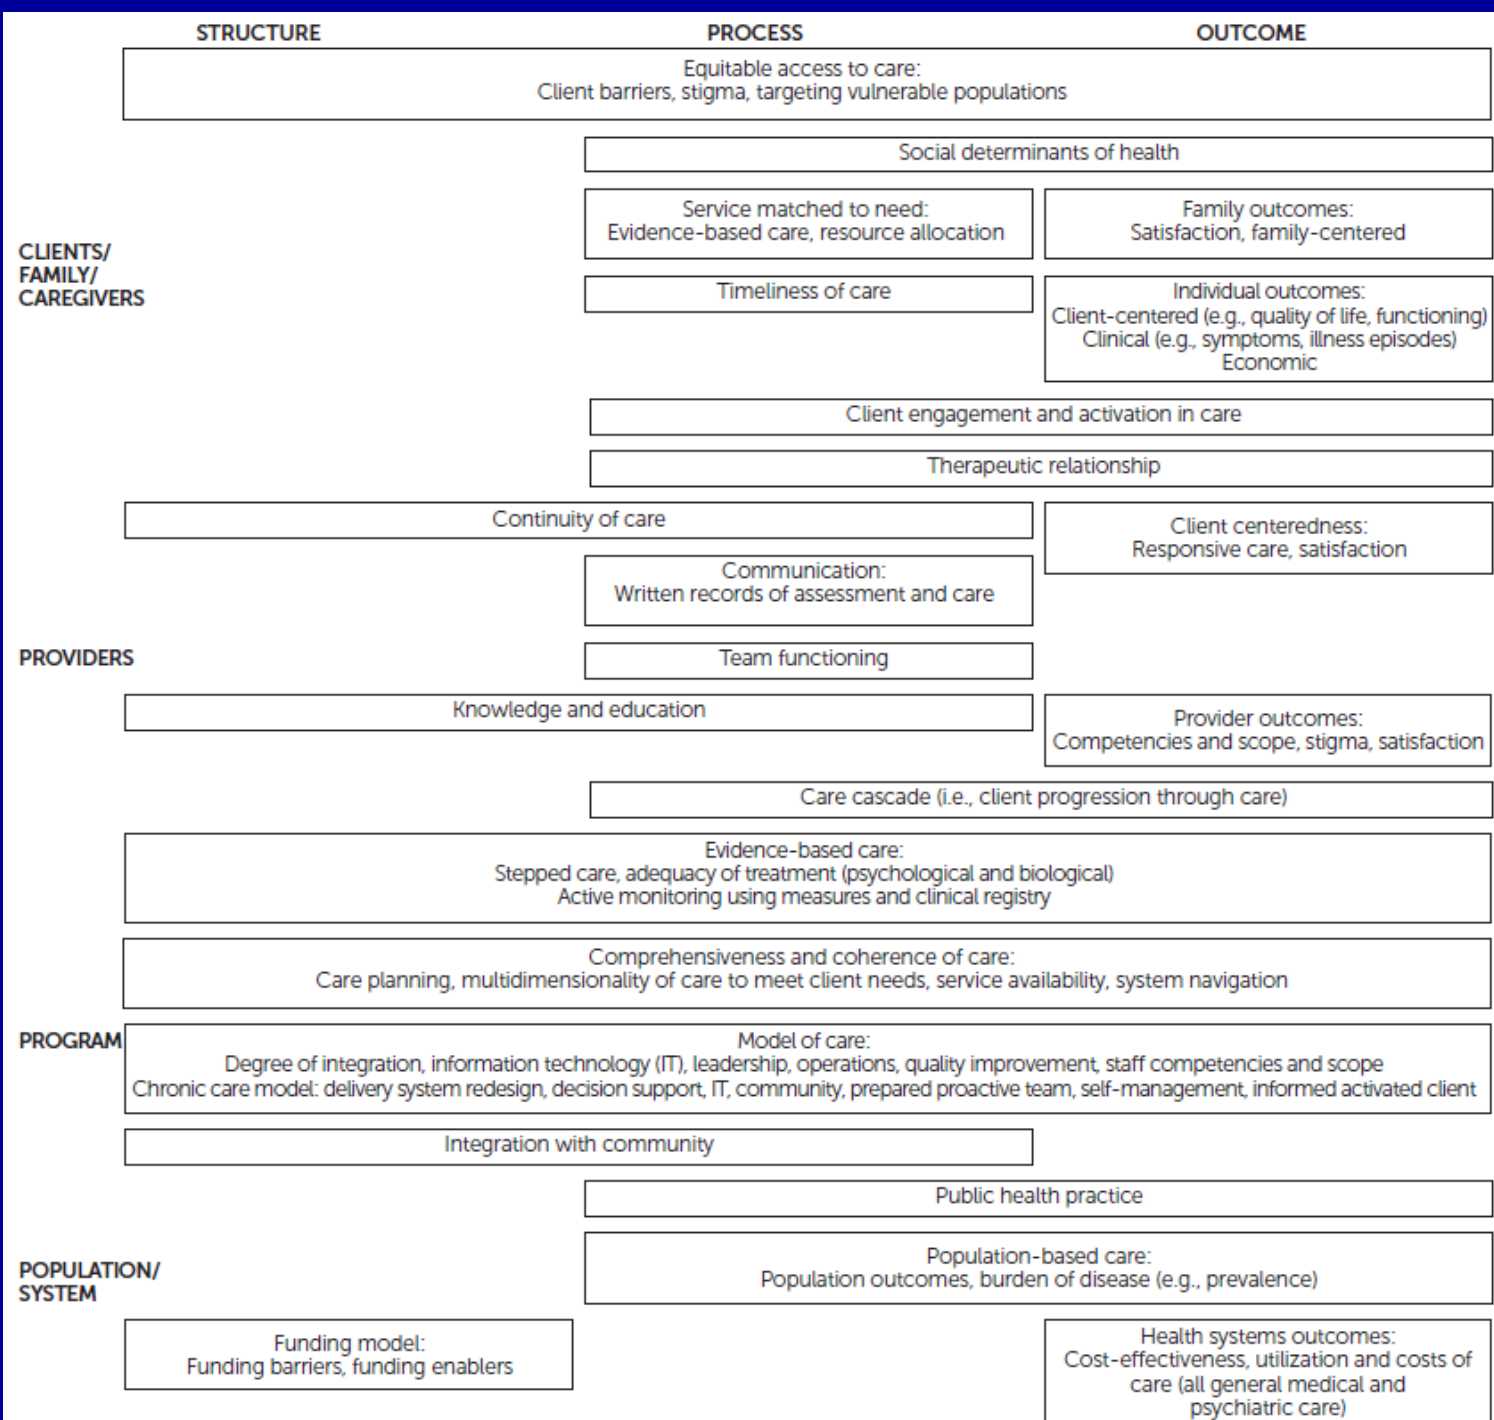 STRUCTURE PROCESS OUTCOME
Equitable access to care:
Client barriers, stigma, targeting vulnerable populations
Social determinants of health
CLIENTS/
FAMILY/
CAREGIVERS
Service matched to need:
Evidence-based care, resource allocation
Family outcomes:
Satisfaction, family-centered
Timeliness of care
Individual outcomes:
Client-centered (e.g., quality of life, functioning)
Clinical (e.g., symptoms, illness episodes)
Economic
Client engagement and activation in care
Therapeutic relationship
Continuity of care
Client centeredness:
Responsive care, satisfaction
Communication:
Written records of assessment and care
PROVIDERS
Team functioning
Knowledge and education
Provider outcomes:
Competencies and scope, stigma, satisfaction
Care cascade (i.e., client progression through care)
Evidence-based care:
Stepped care, adequacy of treatment (psychological and biological)
Active monitoring using measures and clinical registry
Comprehensiveness and coherence of care:
Care planning, multidimensionality of care to meet client needs, service availability, system navigation
PROGRAM
Model of care:
Degree of integration, information technology (IT), leadership, operations, quality improvement, staff competencies and scope
Chronic care model: delivery system redesign, decision support, IT, community, prepared proactive team, self-management, informed activated client
Integration with community
Public health practice
POPULATION/
SYSTEM
Population-based care:
Population outcomes, burden of disease (e.g., prevalence)
Funding model:
Funding barriers, funding enablers
Health systems outcomes:
Cost-effectiveness, utilization and costs of
care (all general medical and
psychiatric care)